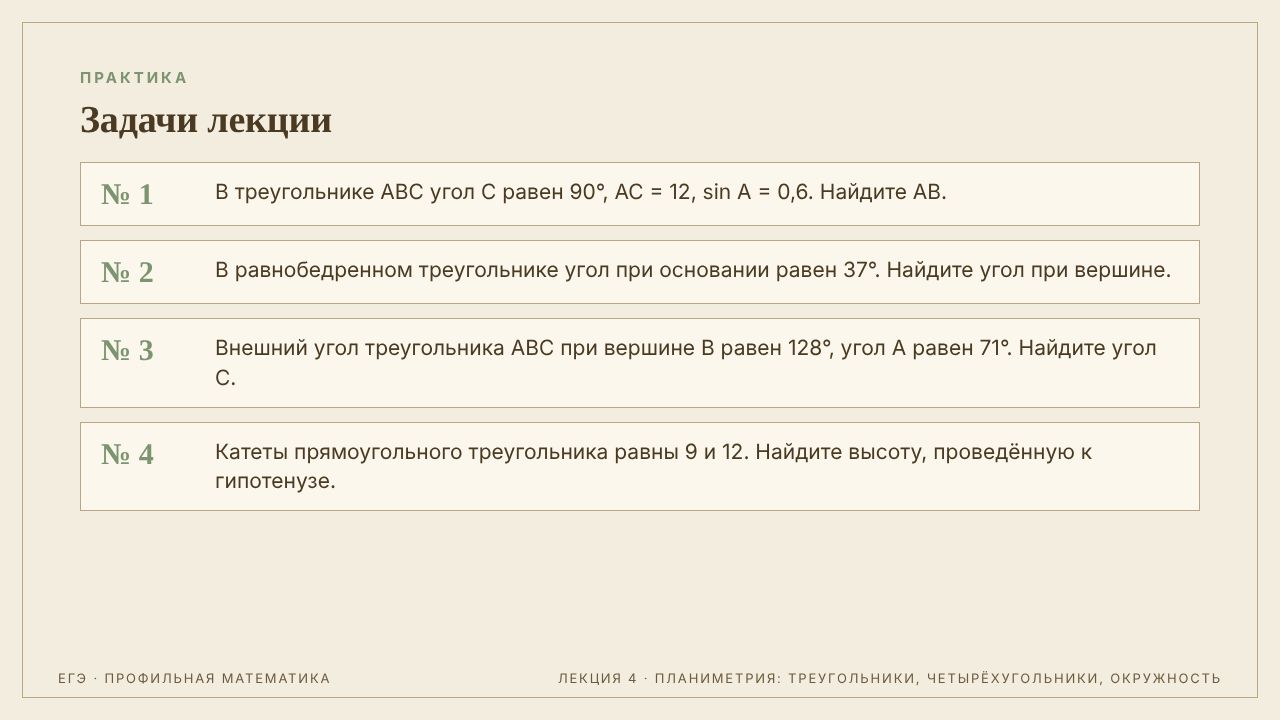 ПРАКТИКА
Задачи лекции
№ 1
В треугольнике ABC угол C равен 90°, AC = 12, sin A = 0,6. Найдите AB.
№ 2
В равнобедренном треугольнике угол при основании равен 37°. Найдите угол при вершине.
№ 3
Внешний угол треугольника ABC при вершине B равен 128°, угол A равен 71°. Найдите угол
C.
№ 4
Катеты прямоугольного треугольника равны 9 и 12. Найдите высоту, проведённую к
гипотенузе.
ЕГЭ · ПРОФИЛЬНАЯ МАТЕМАТИКА
ЛЕКЦИЯ 4 · ПЛАНИМЕТРИЯ: ТРЕУГОЛЬНИКИ, ЧЕТЫРЁХУГОЛЬНИКИ, ОКРУЖНОСТЬ